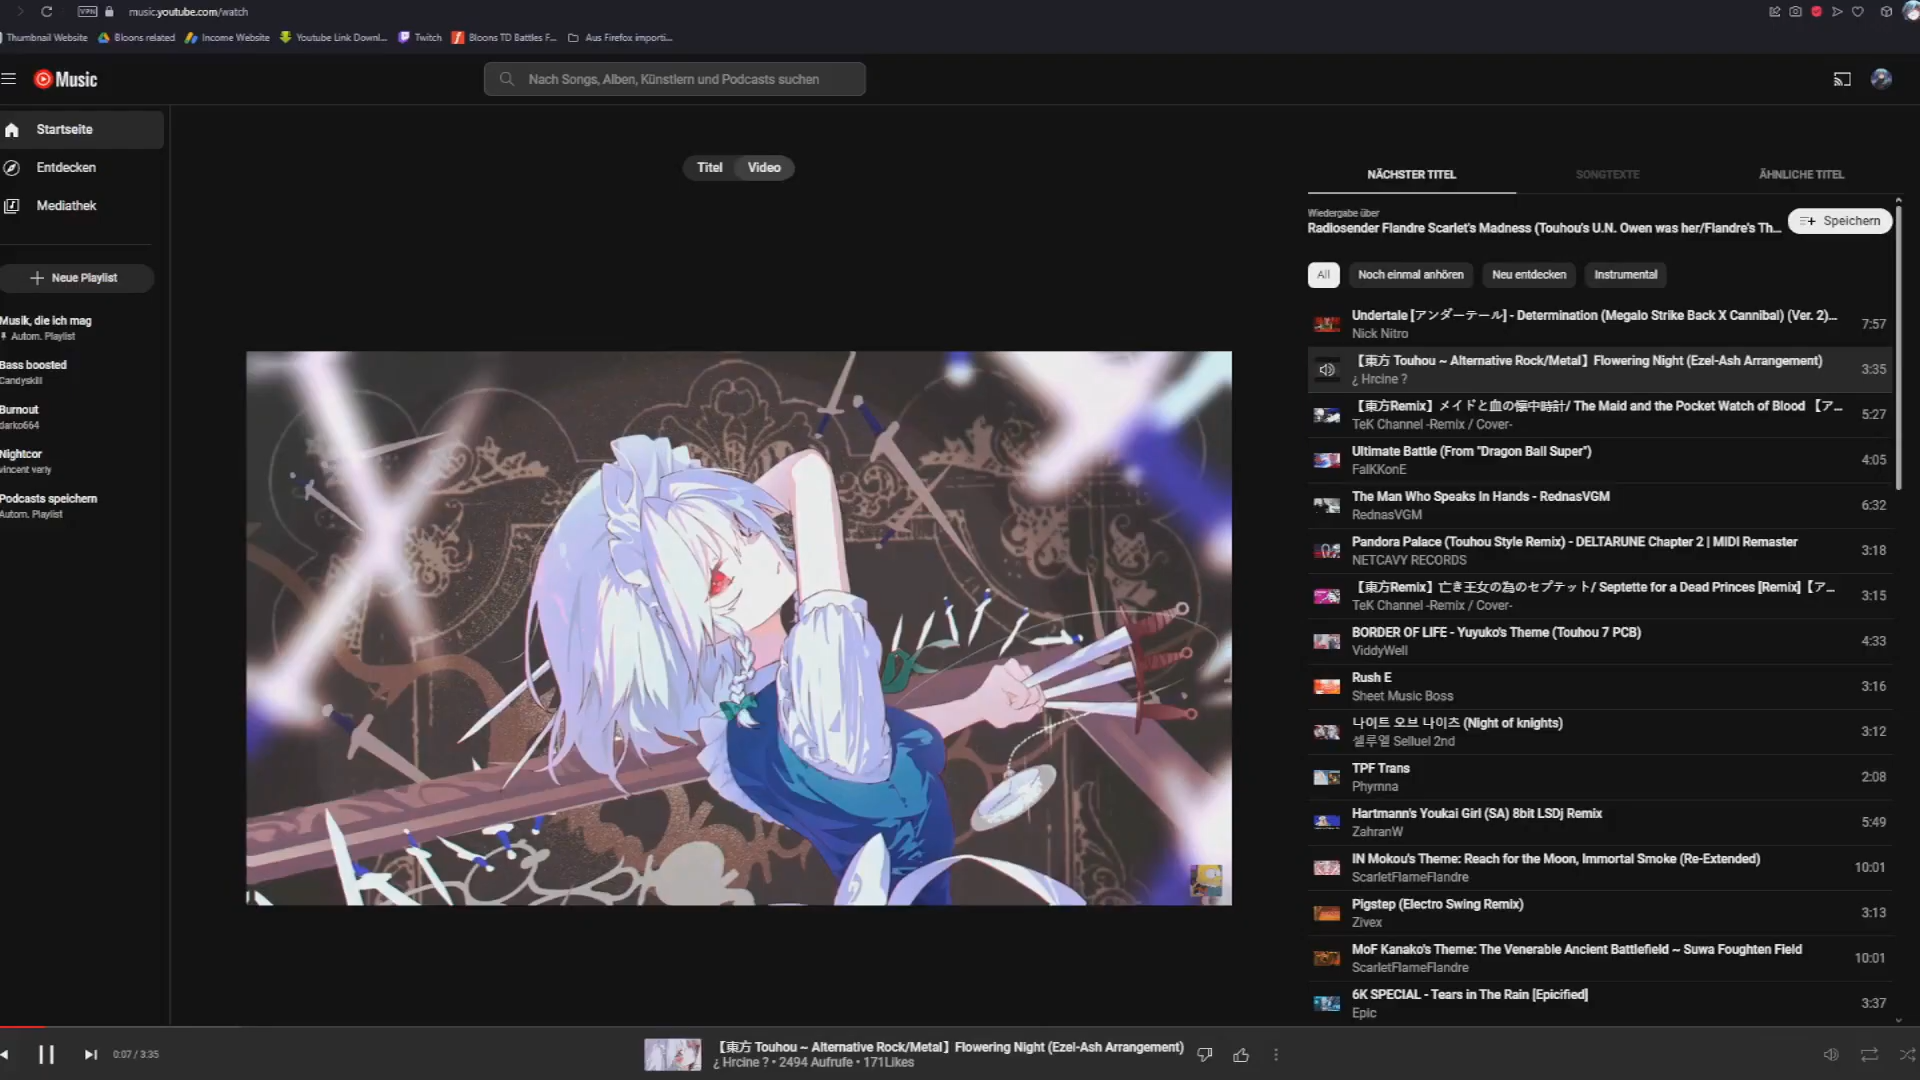 VPN music.youtube.com/watch
Thumbnail Website
Bloons related
Income Website
Youtube Link Downl...
Twitch
Bloons TD Battles F...
Aus Firefox importi...
Music
Nach Songs, Alben, Künstlern und Podcasts suchen
Startseite
Entdecken
Mediathek
Neue Playlist
Musik, die ich mag
Autom. Playlist
Bass boosted
Candyskill
Burnout
darko664
Nightcor
vincent verly
Podcasts speichern
Autom. Playlist
Titel
Video
NÄCHSTER TITEL
SONGTEXTE
ÄHNLICHE TITEL
Wiedergabe über
Radiosender Flandre Scarlet's Madness (Touhou's U.N. Owen was her/Flandre's Th...
Speichern
All
Noch einmal anhören
Neu entdecken
Instrumental
Undertale [アンダーテール] - Determination (Megalo Strike Back X Cannibal) (Ver. 2)...
Nick Nitro
7:57
【東方 Touhou ~ Alternative Rock/Metal】Flowering Night (Ezel-Ash Arrangement)
¿ Hrcine ?
3:35
【東方Remix】メイドと血の懐中時計/ The Maid and the Pocket Watch of Blood 【ア...
TeK Channel -Remix / Cover-
5:27
Ultimate Battle (From "Dragon Ball Super")
FalKKonE
4:05
The Man Who Speaks In Hands - RednasVGM
RednasVGM
6:32
Pandora Palace (Touhou Style Remix) - DELTARUNE Chapter 2 | MIDI Remaster
NETCAVY RECORDS
3:18
【東方Remix】亡き王女の為のセプテット/ Septette for a Dead Princes [Remix]【ア...
TeK Channel -Remix / Cover-
3:15
BORDER OF LIFE - Yuyuko's Theme (Touhou 7 PCB)
ViddyWell
4:33
Rush E
Sheet Music Boss
3:16
나이트 오브 나이츠 (Night of knights)
셀루엘 Selluel 2nd
3:12
TPF Trans
Phymna
2:08
Hartmann's Youkai Girl (SA) 8bit LSDj Remix
ZahranW
5:49
IN Mokou's Theme: Reach for the Moon, Immortal Smoke (Re-Extended)
ScarletFlameFlandre
10:01
Pigstep (Electro Swing Remix)
Zivex
3:13
MoF Kanako's Theme: The Venerable Ancient Battlefield ~ Suwa Foughten Field
ScarletFlameFlandre
10:01
6K SPECIAL - Tears in The Rain [Epicified]
Epic
3:37
0:07 / 3:35
【東方 Touhou ~ Alternative Rock/Metal】Flowering Night (Ezel-Ash Arrangement)
¿ Hrcine ? • 2494 Aufrufe • 171Likes